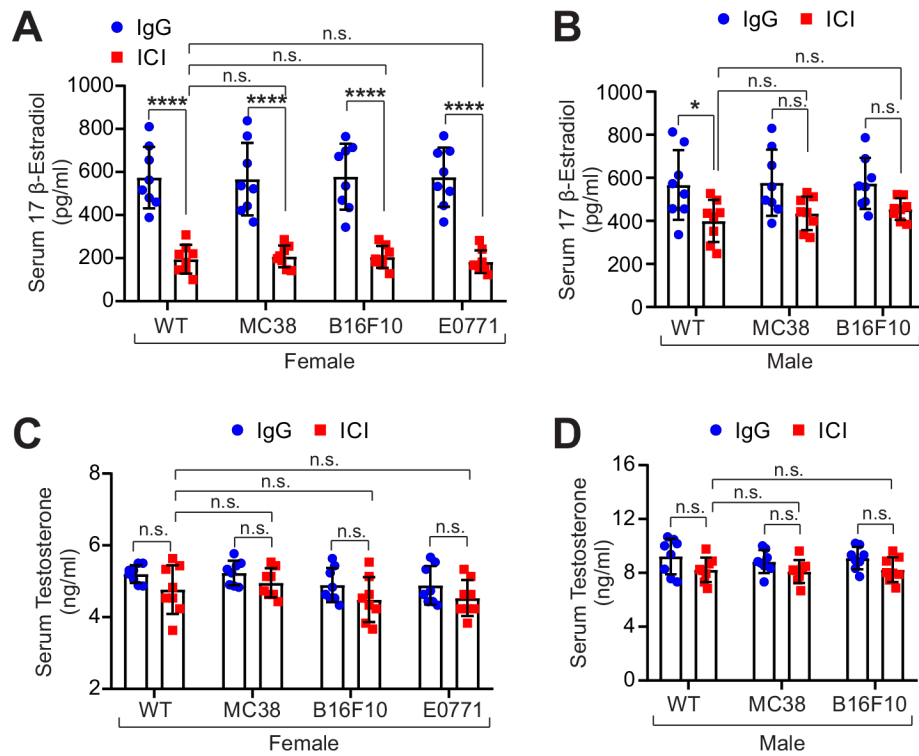 A
IgG
ICI
n.s.
n.s.
n.s.
**** **** **** ****
Serum 17 β-Estradiol
(pg/ml)
1000
800
600
400
200
0
WT MC38 B16F10 E0771
Female
B
IgG ICI
n.s.
n.s.
* n.s. n.s.
Serum 17 β-Estradiol
(pg/ml)
1000
800
600
400
200
0
WT MC38 B16F10
Male
C
IgG ICI
n.s.
n.s.
n.s.
n.s. n.s. n.s. n.s.
Serum Testosterone
(ng/ml)
8
6
4
2
WT MC38 B16F10 E0771
Female
D
IgG ICI
n.s.
n.s.
n.s. n.s. n.s.
Serum Testosterone
(ng/ml)
16
12
8
4
0
WT MC38 B16F10
Male